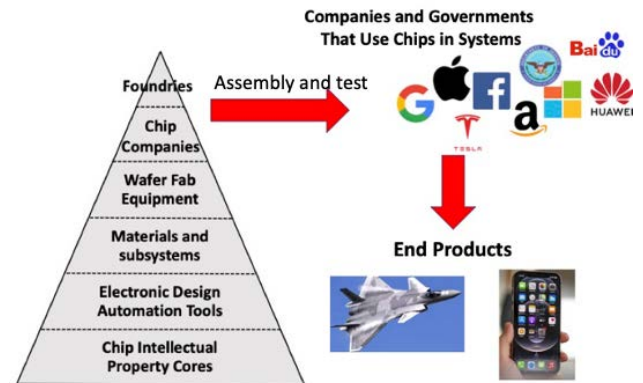 Companies and Governments
That Use Chips in Systems
Foundries
Assembly and test
Chip
Companies
Wafer Fab
Equipment
Materials and
subsystems
Electronic Design
Automation Tools
Chip Intellectual
Property Cores
Bai du
HUAWEI
TESLA
End Products